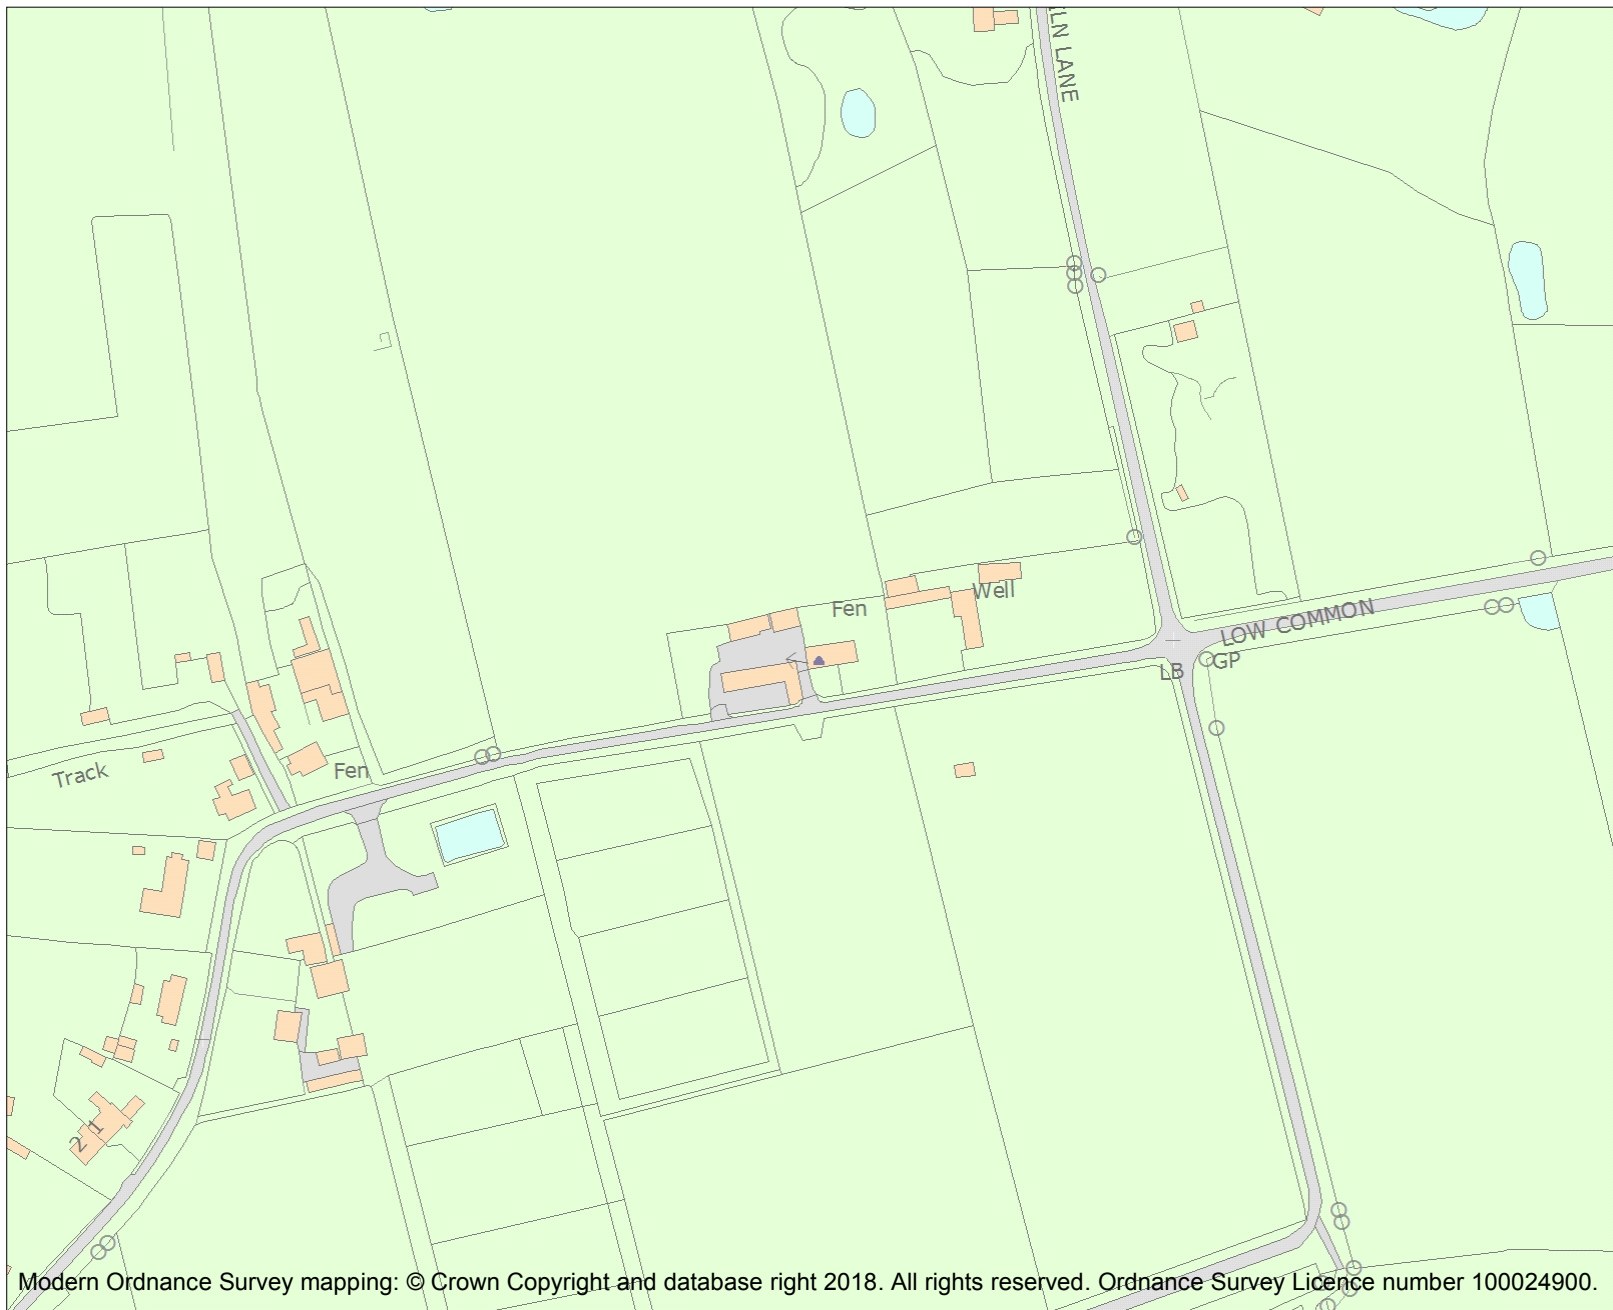 LN LANE
Fen
Well
LOW COMMON
LB
GP
Track
Fen
2
1
Modern Ordnance Survey mapping: © Crown Copyright and database right 2018. All rights reserved. Ordnance Survey Licence number 100024900.